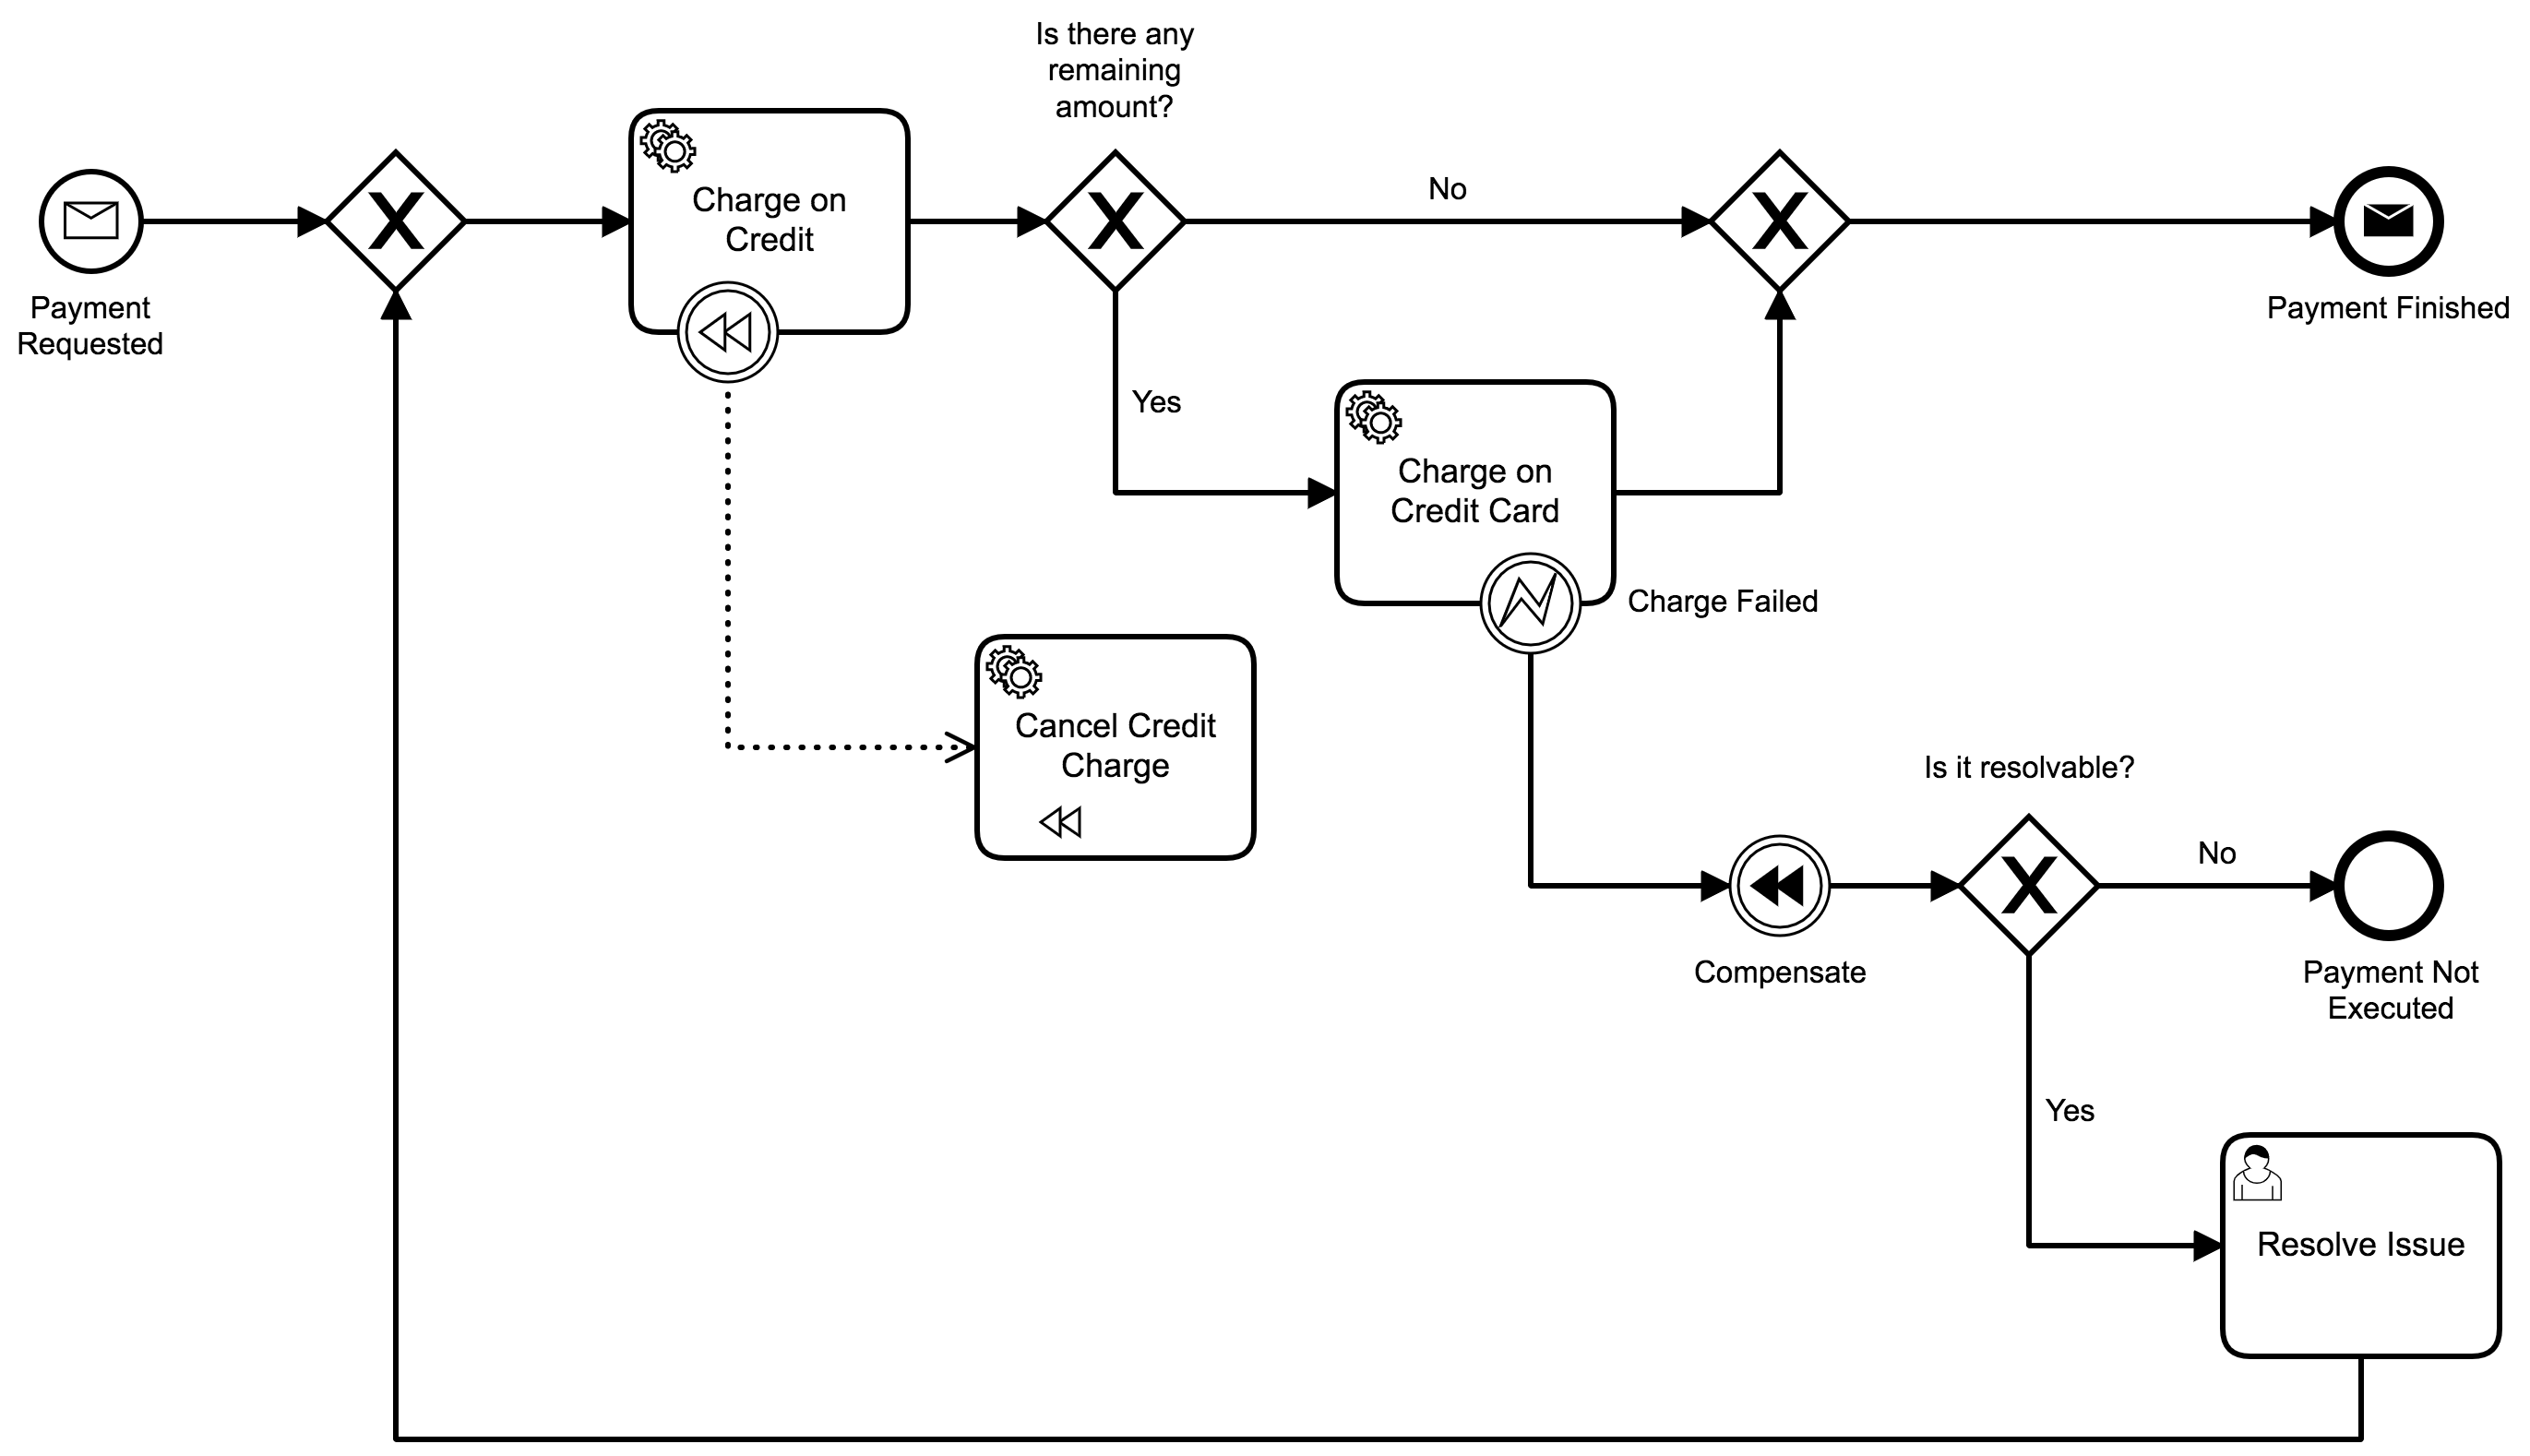 Is there any
remaining
amount?
Charge on
Credit
No
Payment
Requested
Payment Finished
Yes
Charge on
Credit Card
Charge Failed
Cancel Credit
Charge
Is it resolvable?
No
Compensate
Payment Not
Executed
Yes
Resolve Issue